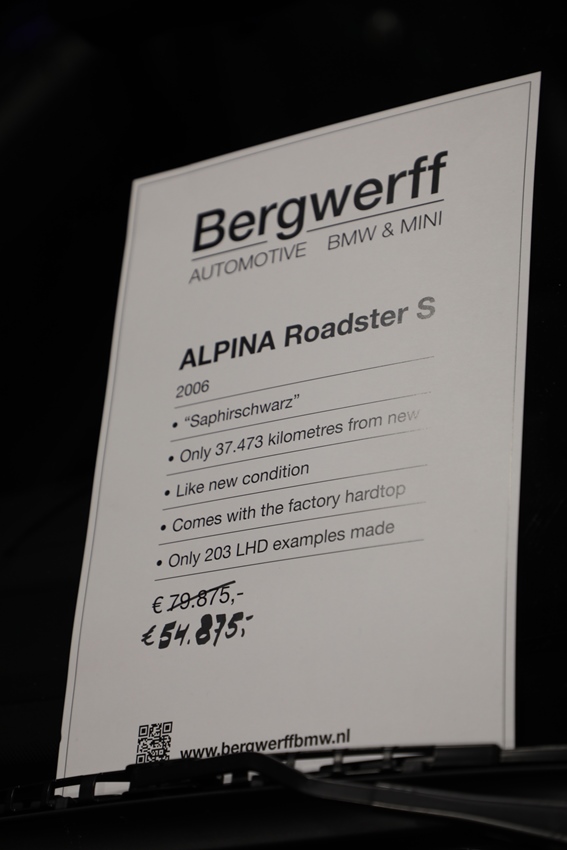 Bergwerff
AUTOMOTIVE BMW & MINI
ALPINA Roadster S
2006
• “Saphirschwarz”
• Only 37.473 kilometres from new
• Like new condition
• Comes with the factory hardtop
• Only 203 LHD examples made
€ 79.875,-
€ 54.875,-
www.bergwerffbmw.nl